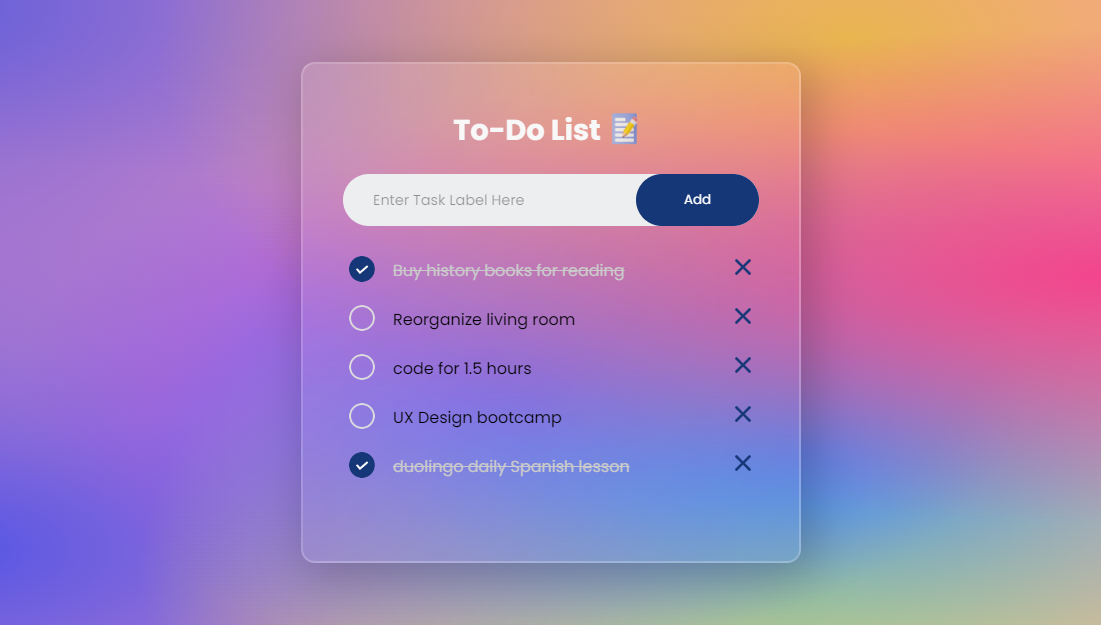 To-Do List 📝
Enter Task Label Here
Add
Buy history books for reading
Reorganize living room
code for 1.5 hours
UX Design bootcamp
duolingo daily Spanish lesson